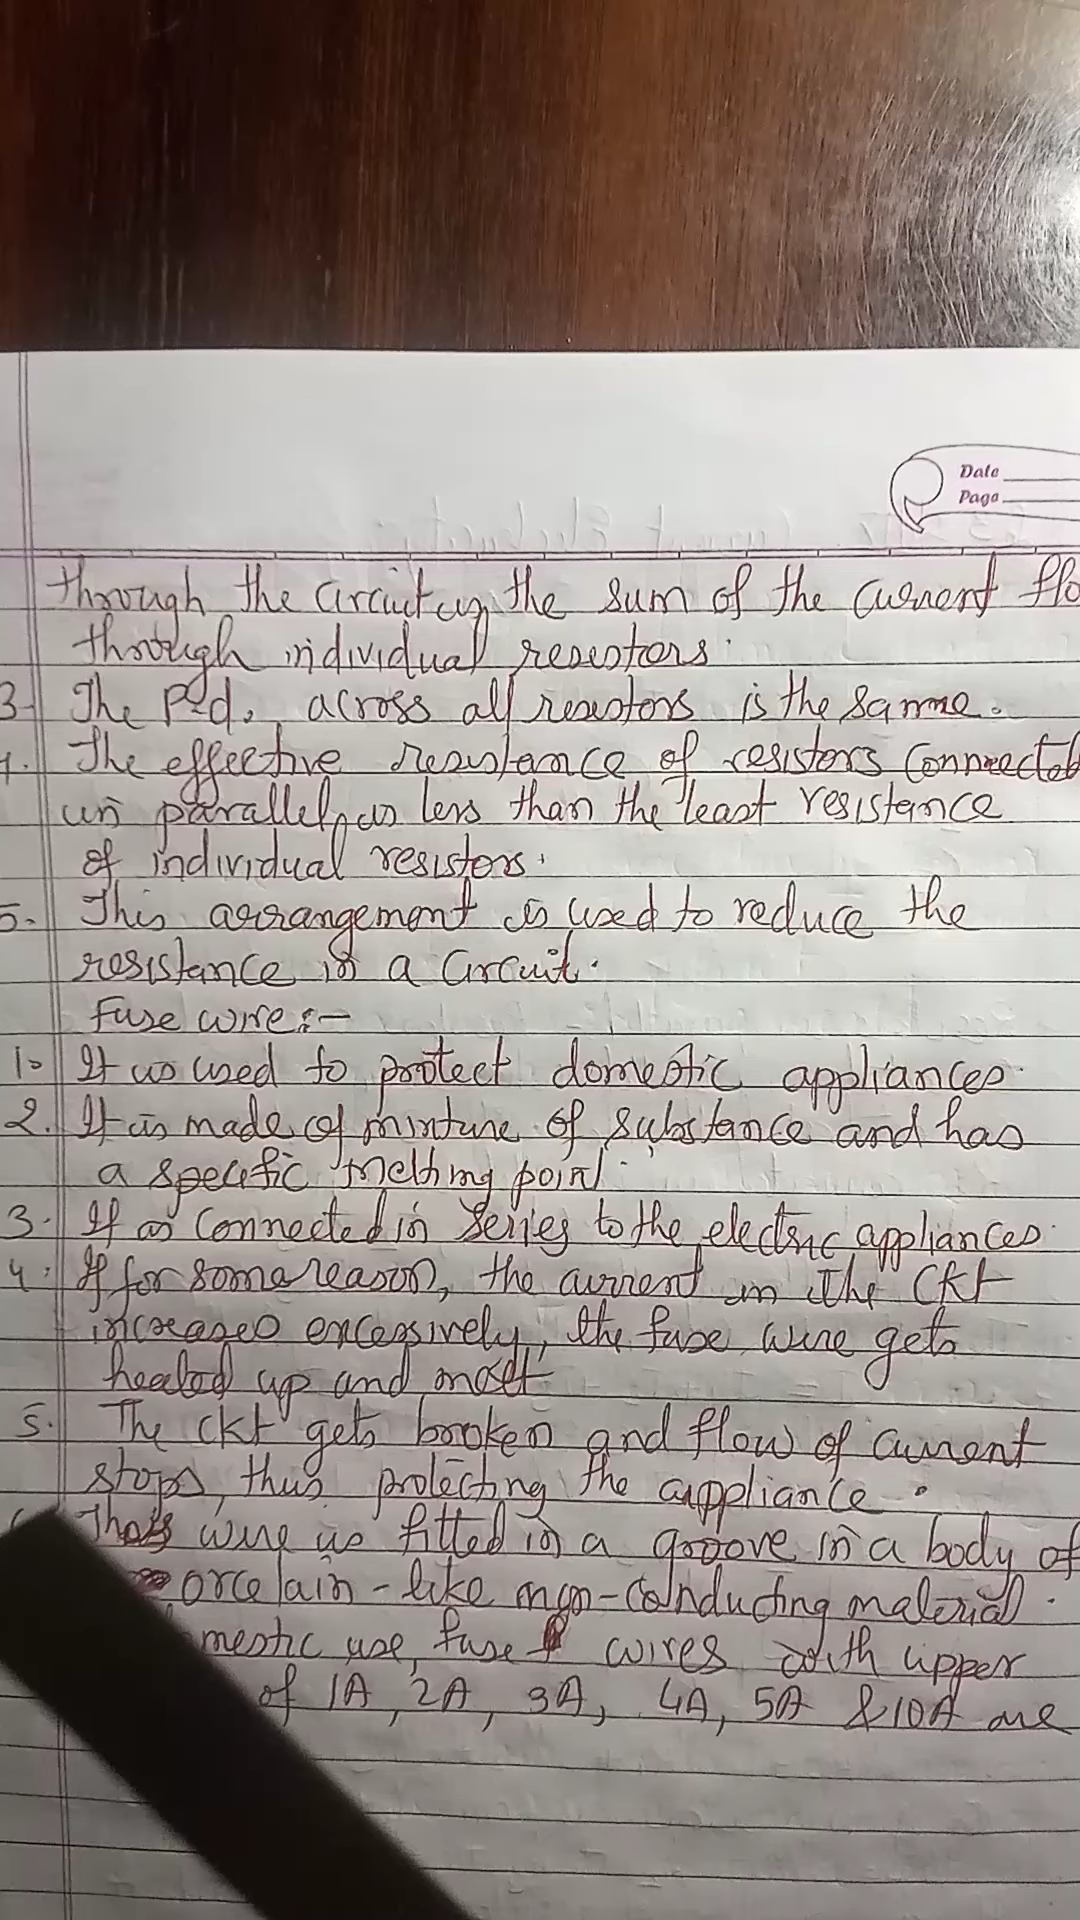 Date
Page
through the circuit is the sum of the current flo
through individual resistors.
3. The P.d. across all resistors is the same.
4. The effective resistance of resistors connected
in parallel is less than the least resistance
of individual resistors.
5. This arrangement is used to reduce the
resistance in a circuit.
Fuse wire :-
1. It is used to protect domestic appliances.
2. It is made of mixture of substance and has
a specific melting point.
3. It is connected in series to the electric appliances.
4. If for some reason, the current in the ckt
increases excessively, the fuse wire gets
heated up and melt
5. The ckt gets broken and flow of current
stops, thus protecting the appliance.
wire is fitted in a groove in a body of
orcelain-like non-conducting material.
mestic use, fuse wires with upper
of 1A, 2A, 3A, 4A, 5A & 10A are